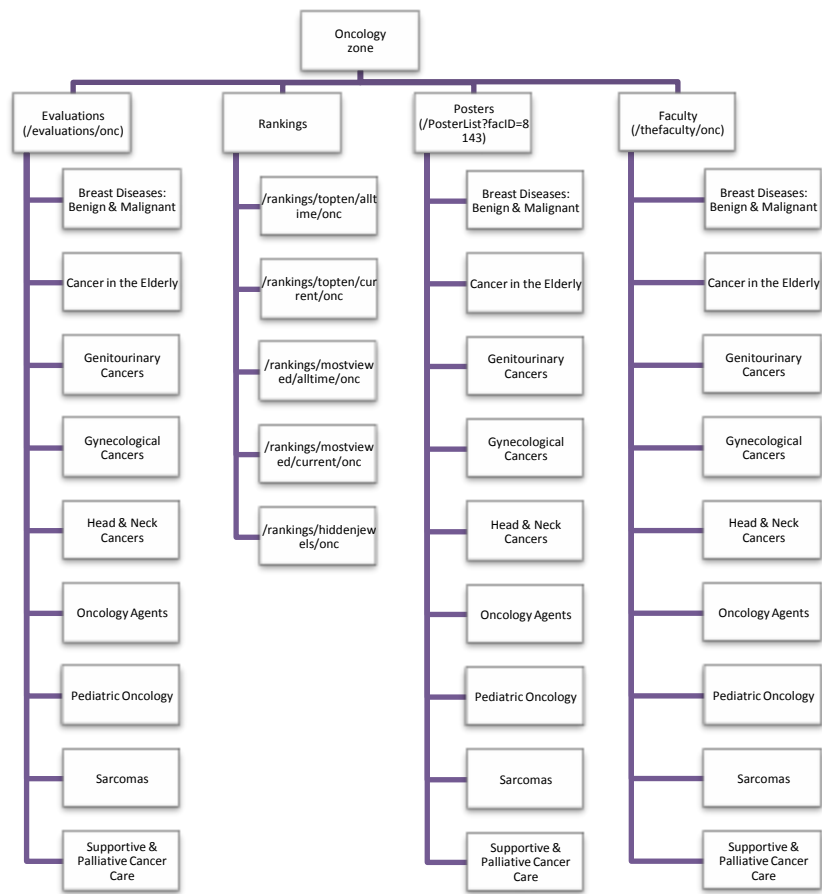 Oncology
zone
Evaluations
(/evaluations/onc)
Breast Diseases:
Benign & Malignant
Cancer in the Elderly
Genitourinary
Cancers
Gynecological
Cancers
Head & Neck
Cancers
Oncology Agents
Pediatric Oncology
Sarcomas
Supportive &
Palliative Cancer
Care
Rankings
/rankings/topten/allt
ime/onc
/rankings/topten/cur
rent/onc
/rankings/mostview
ed/alltime/onc
/rankings/mostview
ed/current/onc
/rankings/hiddenjew
els/onc
Posters
(/PosterList?facID=8
143)
Breast Diseases:
Benign & Malignant
Cancer in the Elderly
Genitourinary
Cancers
Gynecological
Cancers
Head & Neck
Cancers
Oncology Agents
Pediatric Oncology
Sarcomas
Supportive &
Palliative Cancer
Care
Faculty
(/thefaculty/onc)
Breast Diseases:
Benign & Malignant
Cancer in the Elderly
Genitourinary
Cancers
Gynecological
Cancers
Head & Neck
Cancers
Oncology Agents
Pediatric Oncology
Sarcomas
Supportive &
Palliative Cancer
Care